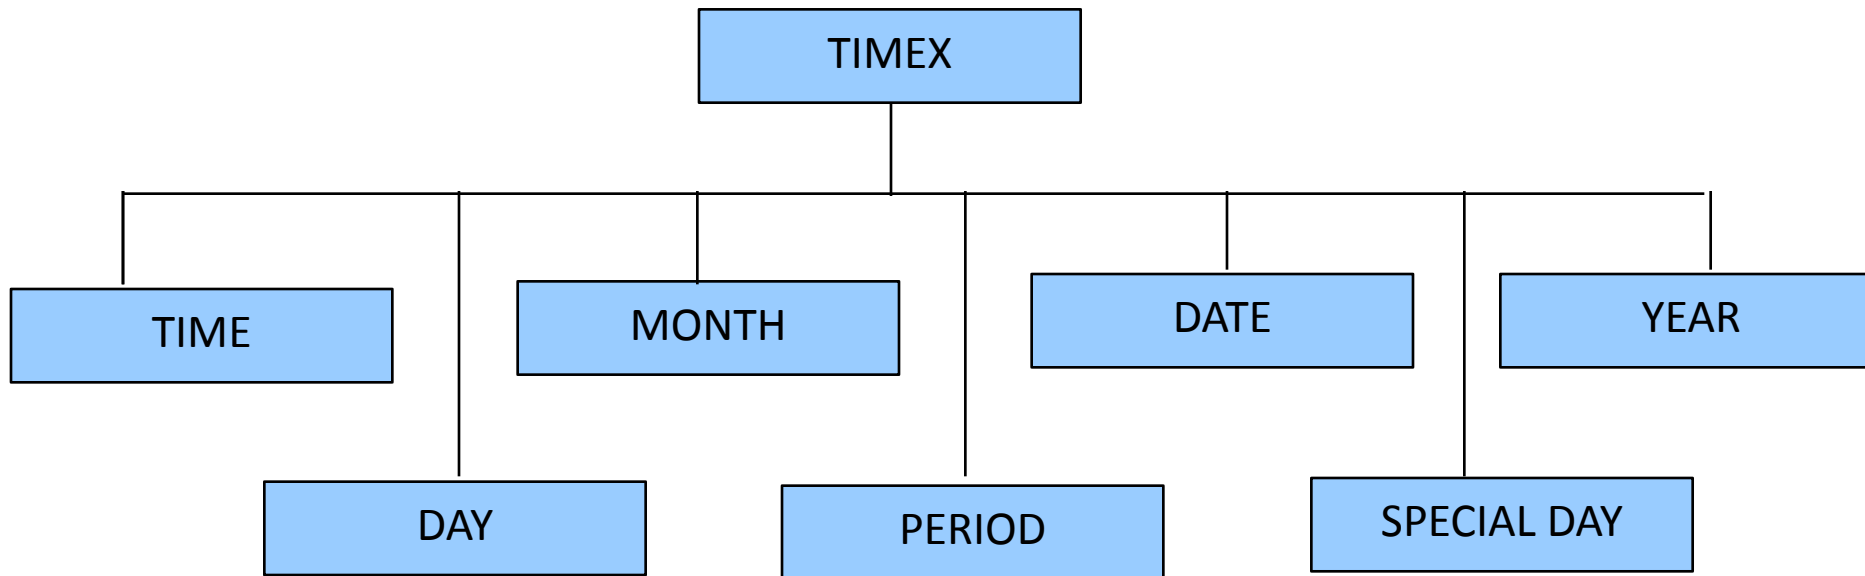 TIMEX
TIME
MONTH
DATE
YEAR
DAY
PERIOD
SPECIAL DAY